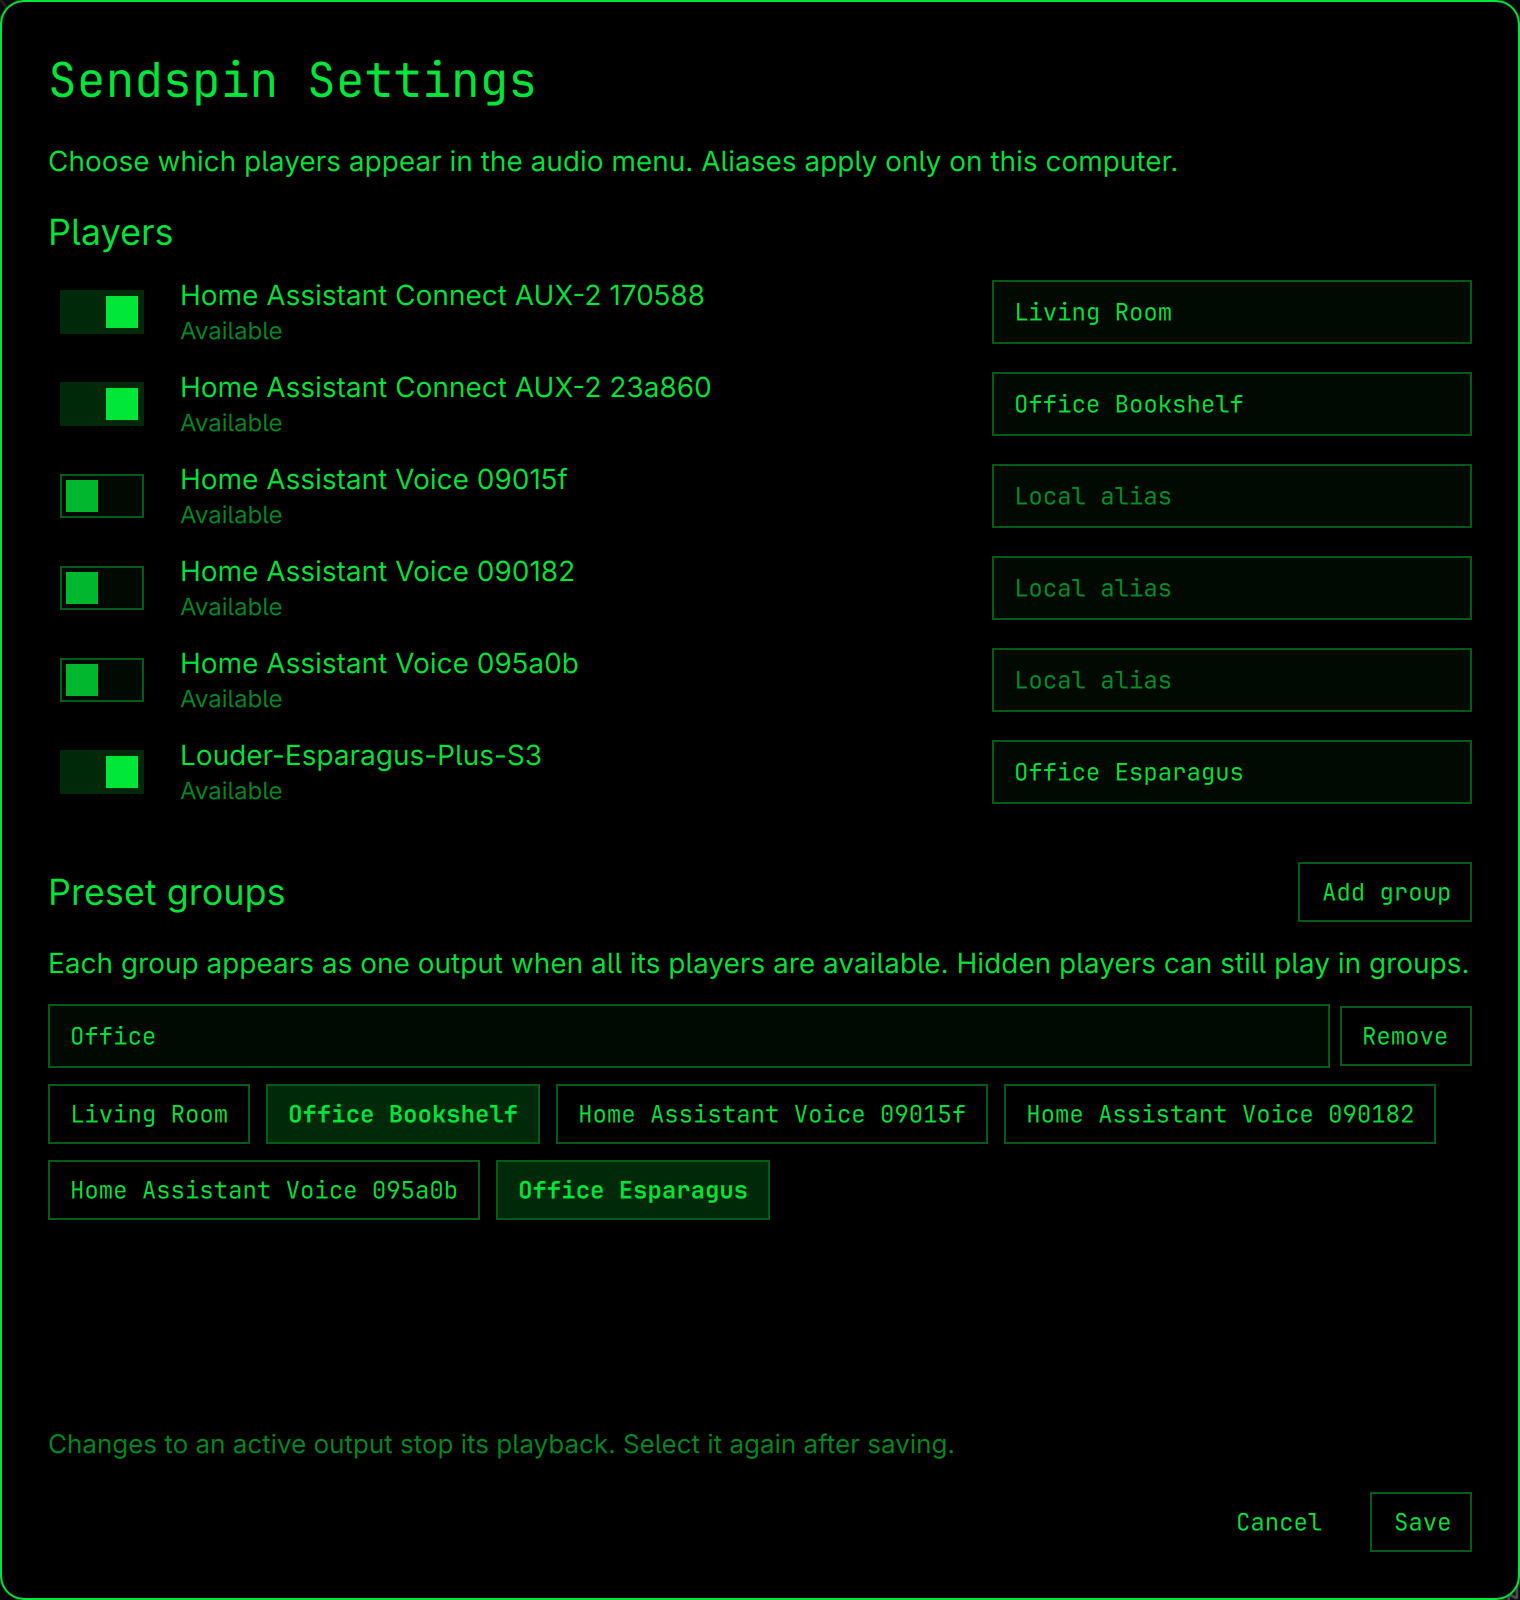 Sendspin Settings
Choose which players appear in the audio menu. Aliases apply only on this computer.
Players
Home Assistant Connect AUX-2 170588
Available
Living Room
Home Assistant Connect AUX-2 23a860
Available
Office Bookshelf
Home Assistant Voice 09015f
Available
Local alias
Home Assistant Voice 090182
Available
Local alias
Home Assistant Voice 095a0b
Available
Local alias
Louder-Esparagus-Plus-S3
Available
Office Esparagus
Preset groups
Add group
Each group appears as one output when all its players are available. Hidden players can still play in groups.
Office
Remove
Living Room
Office Bookshelf
Home Assistant Voice 09015f
Home Assistant Voice 090182
Home Assistant Voice 095a0b
Office Esparagus
Changes to an active output stop its playback. Select it again after saving.
Cancel
Save